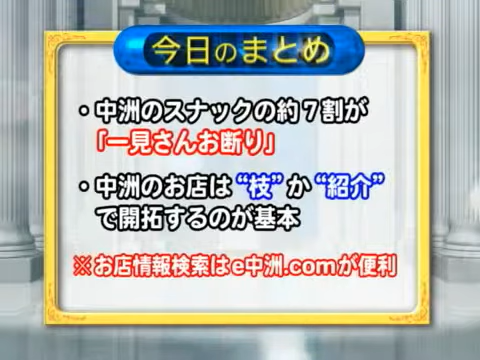 今日のまとめ
・中洲のスナックの約7割が
「一見さんお断り」
・中洲のお店は“枝”か“紹介”
で開拓するのが基本
※お店情報検索はe中洲.comが便利